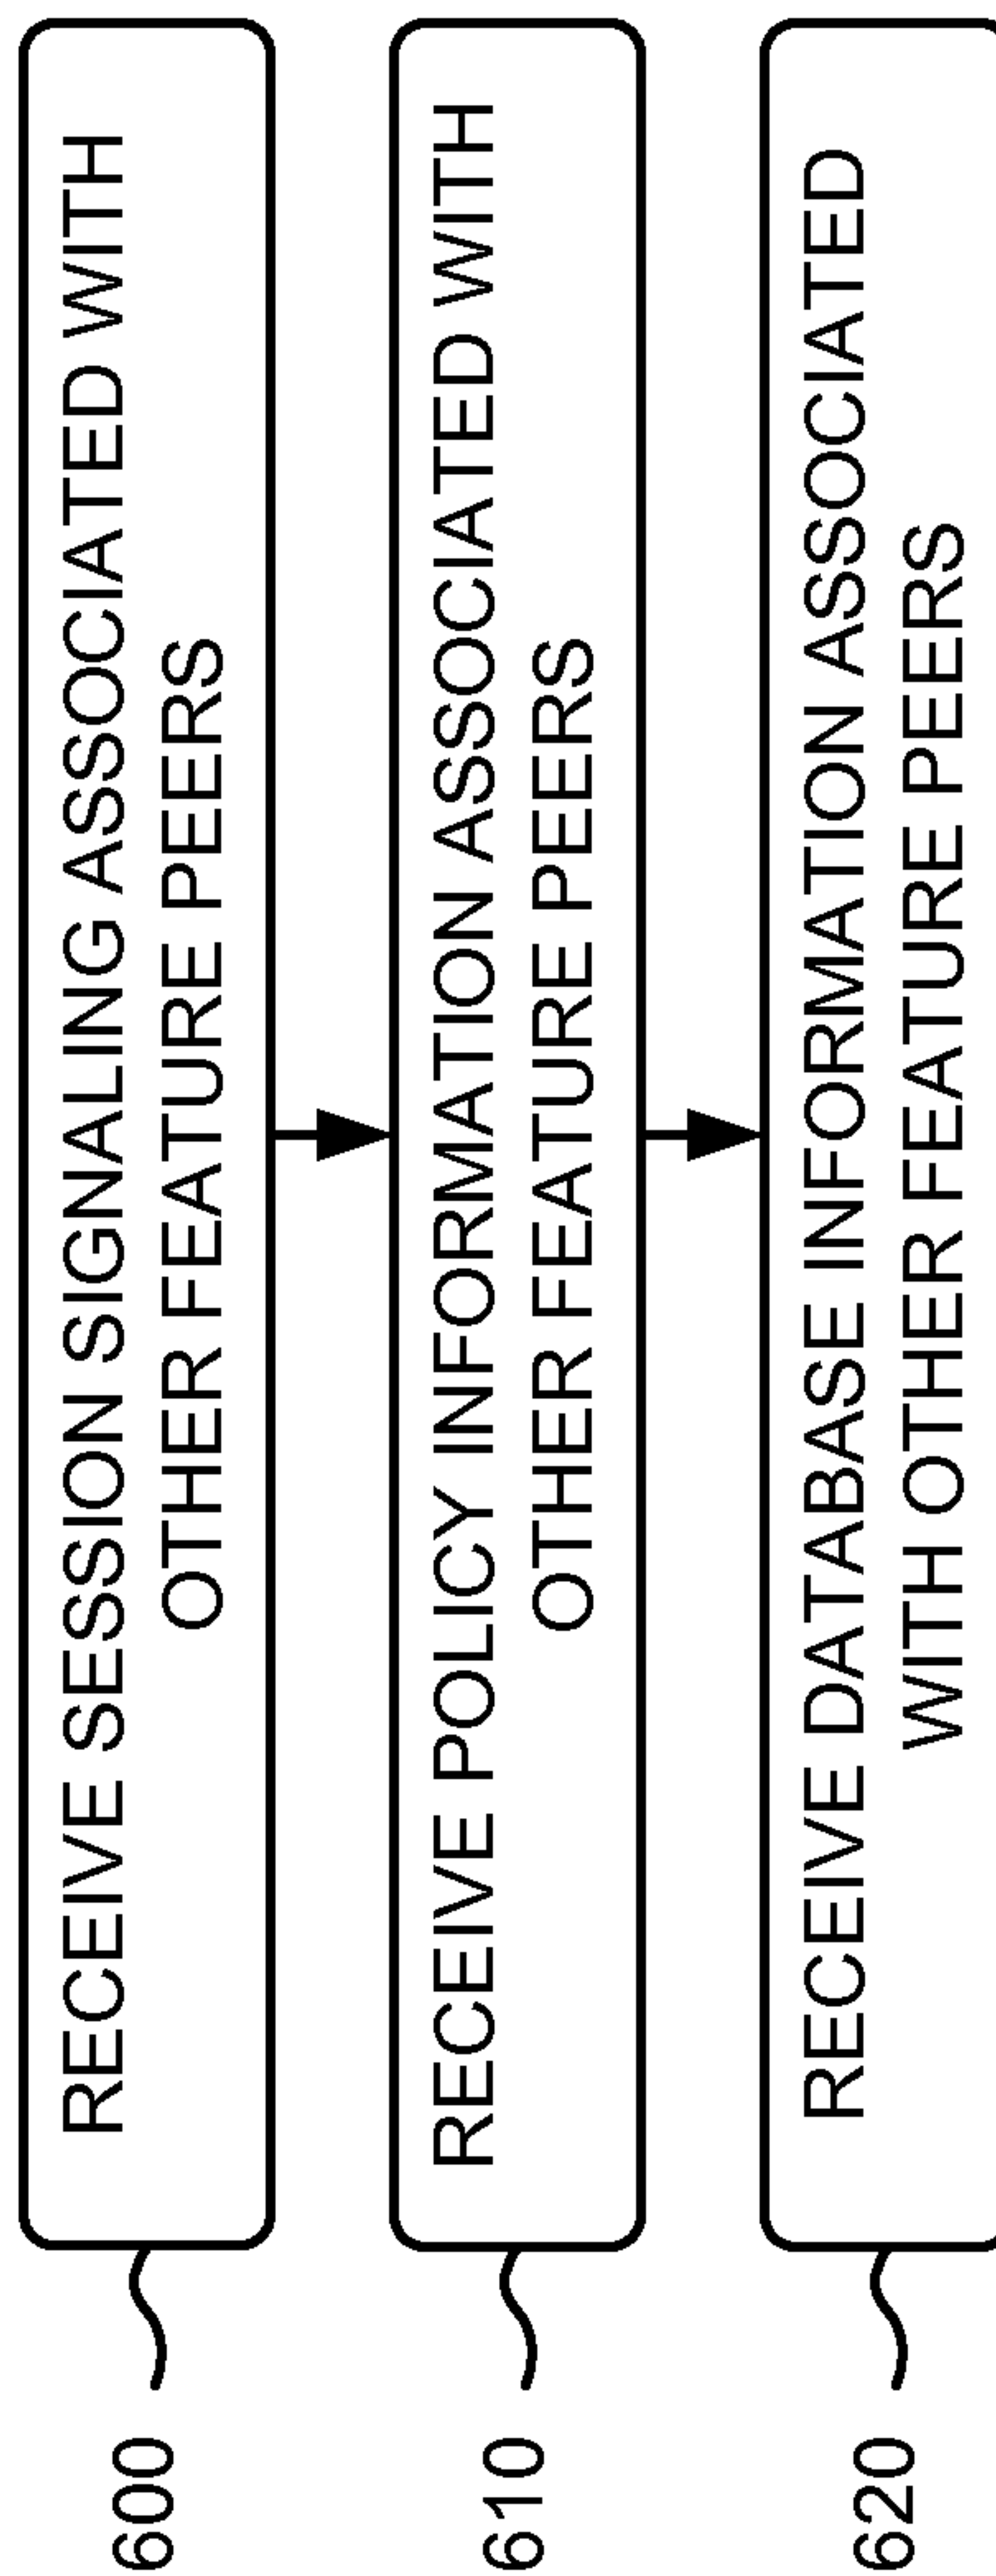 600
RECEIVE SESSION SIGNALING ASSOCIATED WITH
OTHER FEATURE PEERS
610
RECEIVE POLICY INFORMATION ASSOCIATED WITH
OTHER FEATURE PEERS
620
RECEIVE DATABASE INFORMATION ASSOCIATED
WITH OTHER FEATURE PEERS